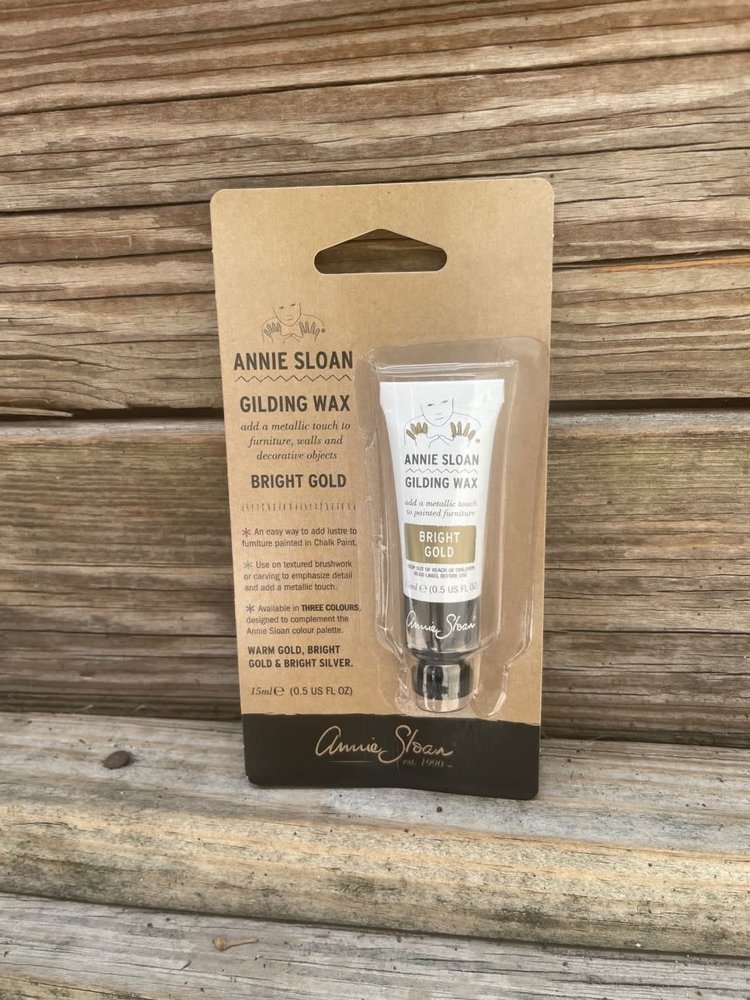 ANNIE SLOAN
GILDING WAX
add a metallic touch to
furniture, walls and
decorative objects
BRIGHT GOLD
* An easy way to add lustre to
furniture painted in Chalk Paint.
* Use on textured brushwork
or carving to emphasize detail
and add a metallic touch.
* Available in THREE COLOURS,
designed to complement the
Annie Sloan colour palette.
WARM GOLD, BRIGHT
GOLD & BRIGHT SILVER.
15ml ℮ (0.5 US FL OZ)
ANNIE SLOAN
GILDING WAX
add a metallic touch
to painted furniture
BRIGHT
GOLD
KEEP OUT OF REACH OF CHILDREN
READ LABEL BEFORE USE
15ml ℮ (0.5 US FL OZ)
Annie Sloan
Annie Sloan
est. 1990